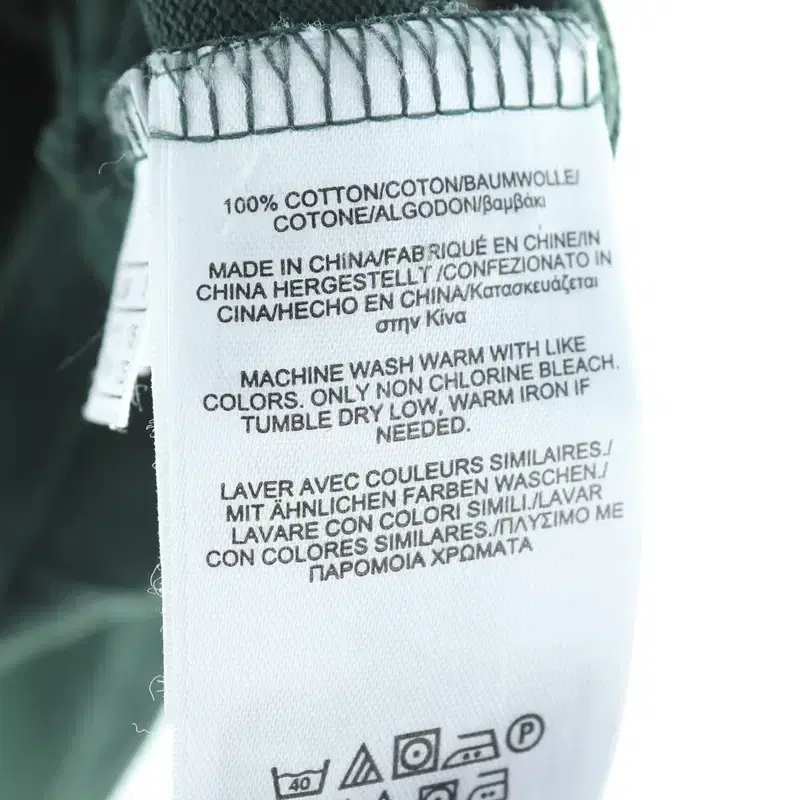 100% COTTON/COTON/BAUMWOLLE/
COTONE/ALGODON/βαμβάκι
MADE IN CHINA/FABRIQUÉ EN CHINE/IN
CHINA HERGESTELLT /CONFEZIONATO IN
CINA/HECHO EN CHINA/Κατασκευάζεται
στην Κίνα
MACHINE WASH WARM WITH LIKE
COLORS. ONLY NON CHLORINE BLEACH.
TUMBLE DRY LOW, WARM IRON IF
NEEDED.
LAVER AVEC COULEURS SIMILAIRES./
MIT ÄHNLICHEN FARBEN WASCHEN./
LAVARE CON COLORI SIMILI./LAVAR
CON COLORES SIMILARES./ΠΛΥΣΙΜΟ ΜΕ
ΠΑΡΟΜΟΙΑ ΧΡΩΜΑΤΑ
40 P